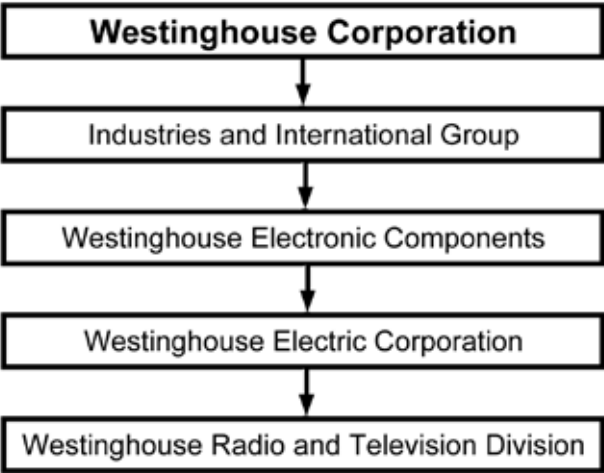 Westinghouse Corporation
Industries and International Group
Westinghouse Electronic Components
Westinghouse Electric Corporation
Westinghouse Radio and Television Division